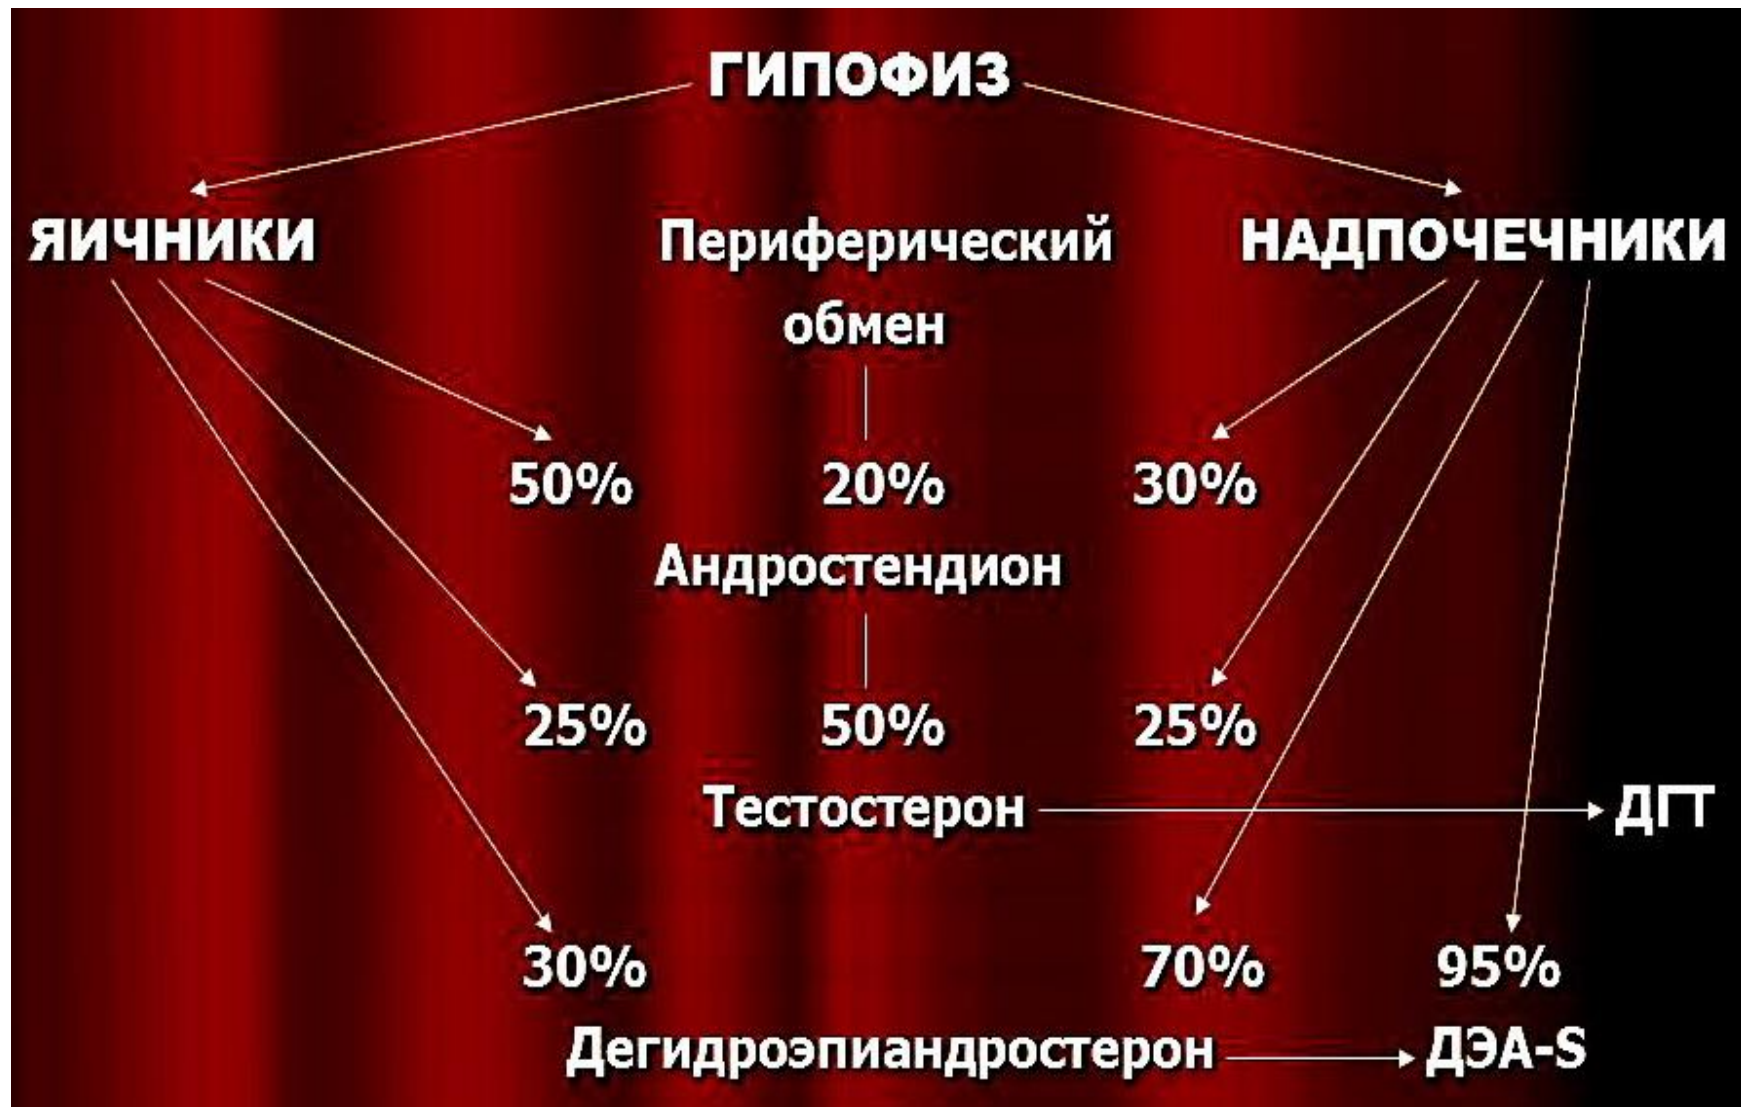 ГИПОФИЗ
ЯИЧНИКИ Периферический НАДПОЧЕЧНИКИ
обмен
50% 20% 30%
Андростендион
25% 50% 25%
Тестостерон ДГТ
30% 70% 95%
Дегидроэпиандростерон ДЭА-S